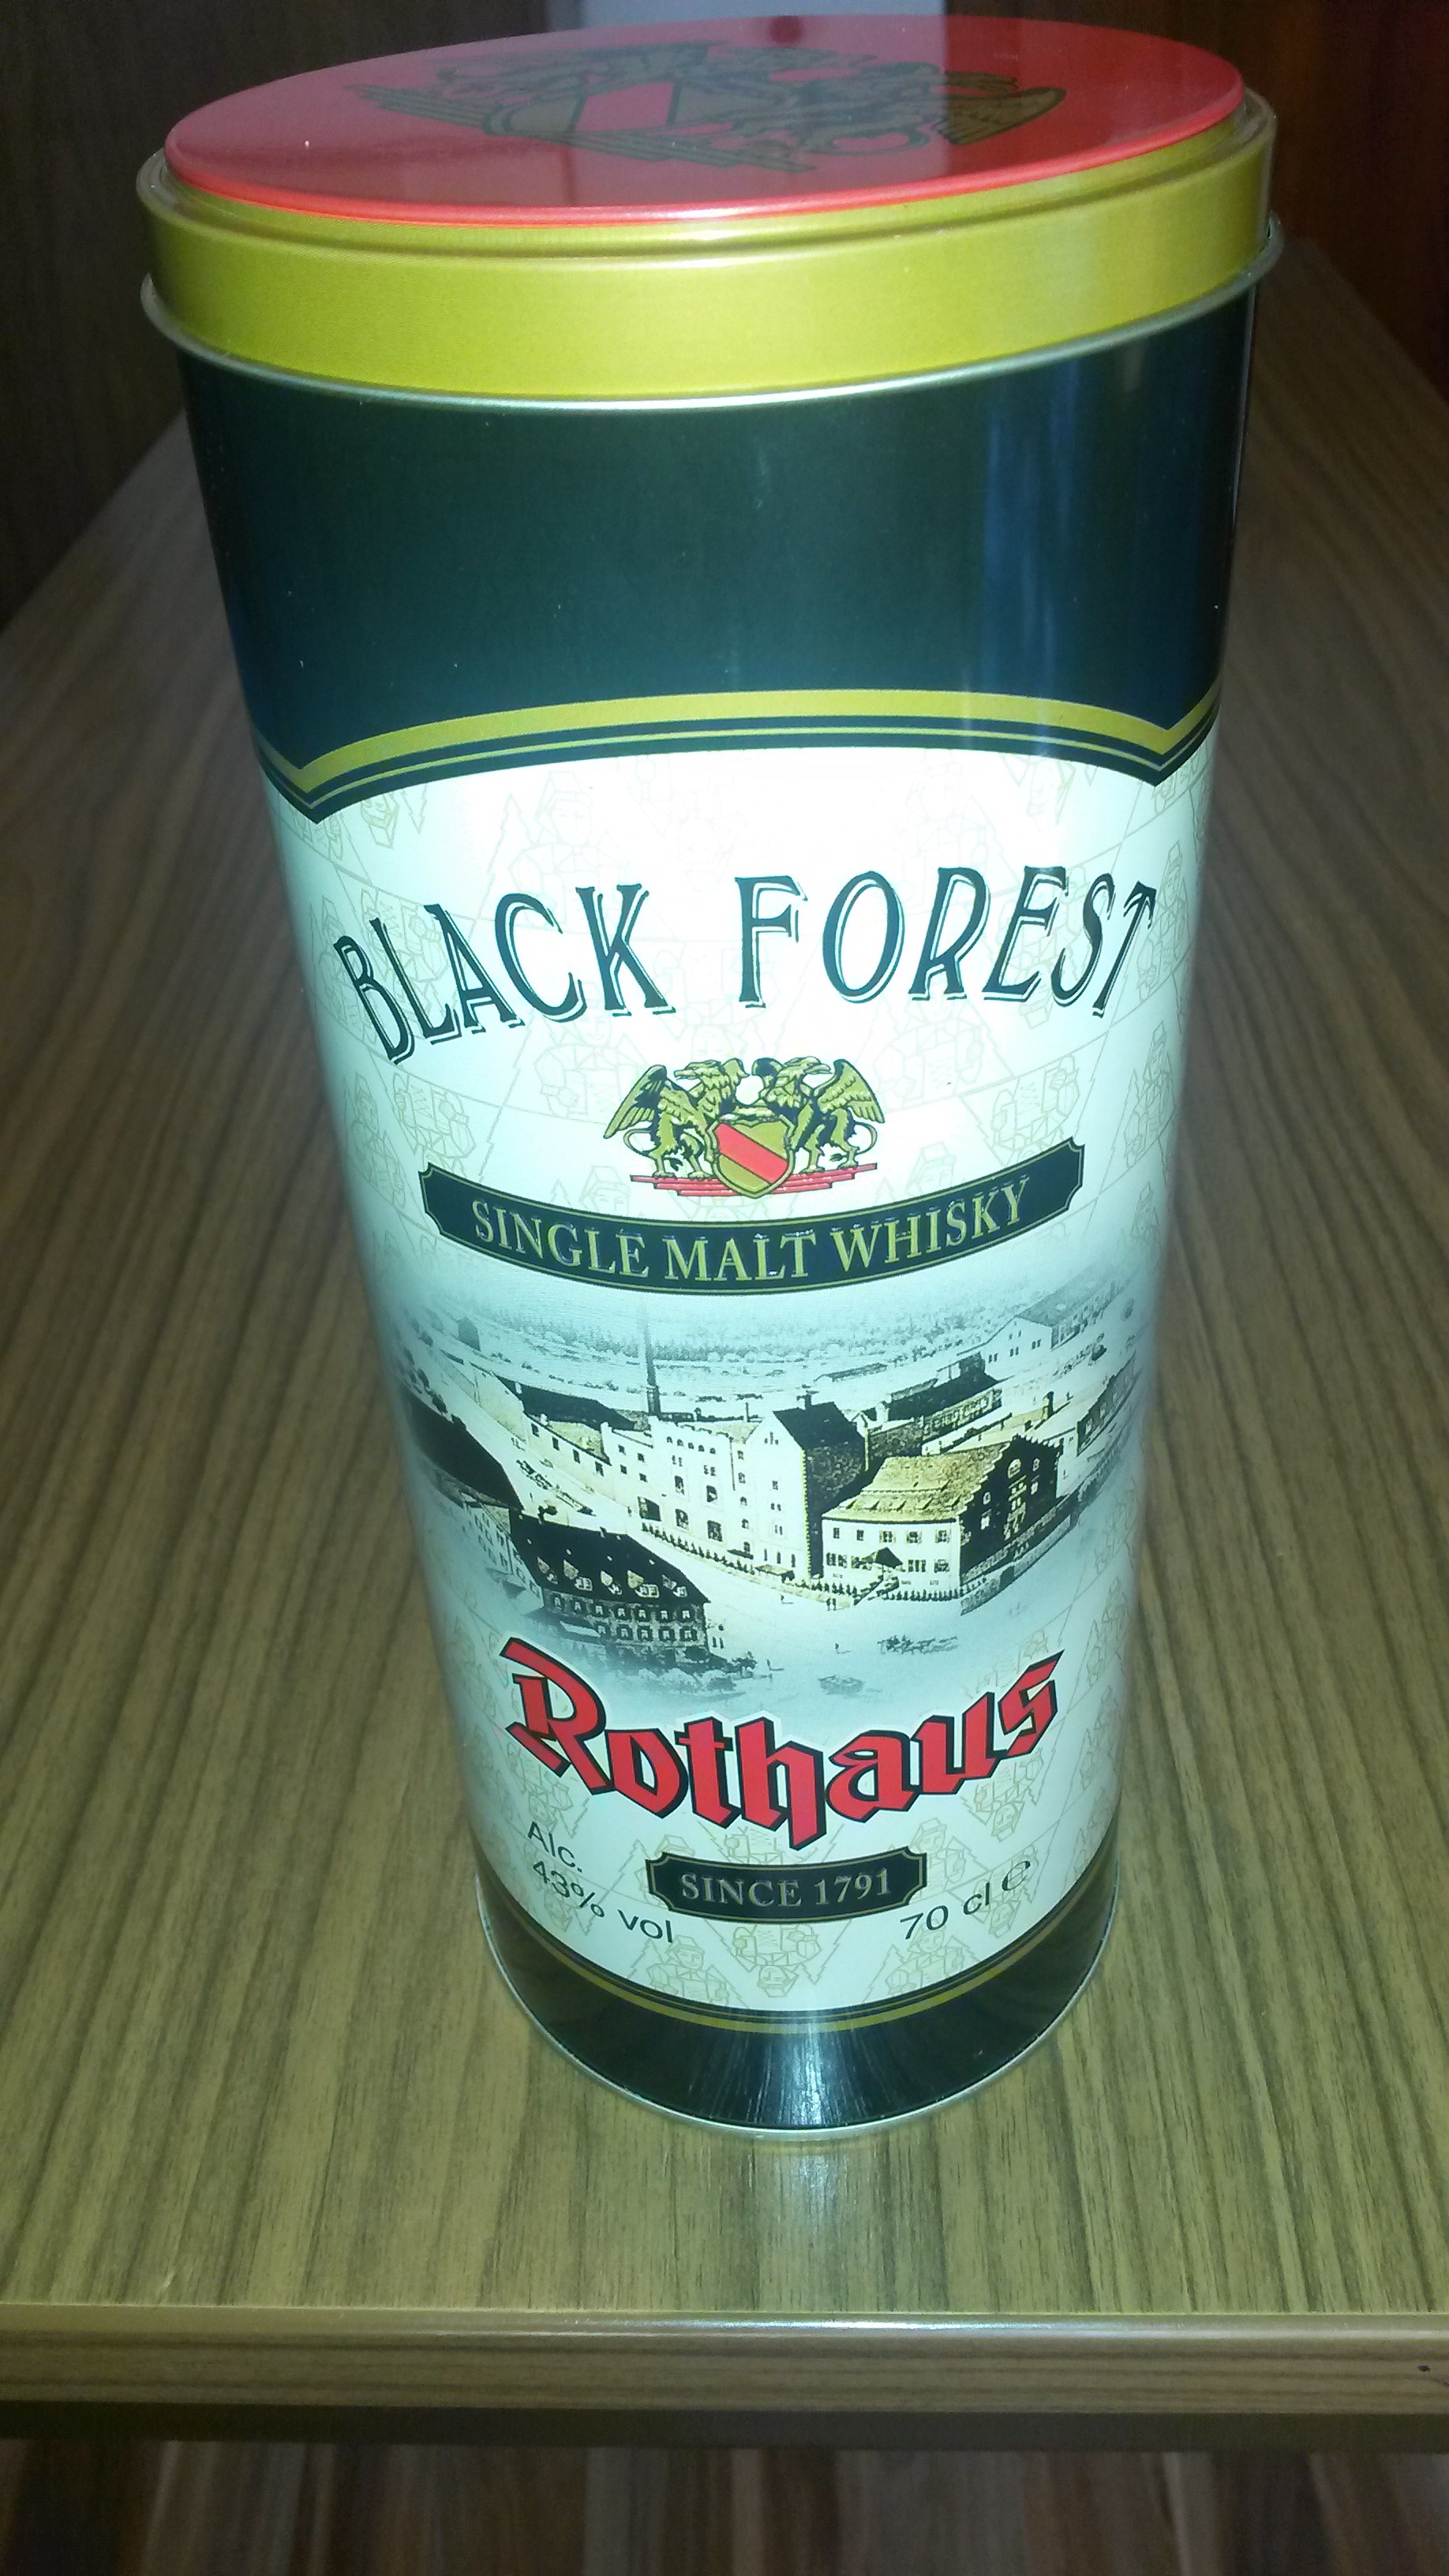 BLACK FOREST
SINGLE MALT WHISKY
Rothaus
Alc.
43% vol
SINCE 1791
70 cl e